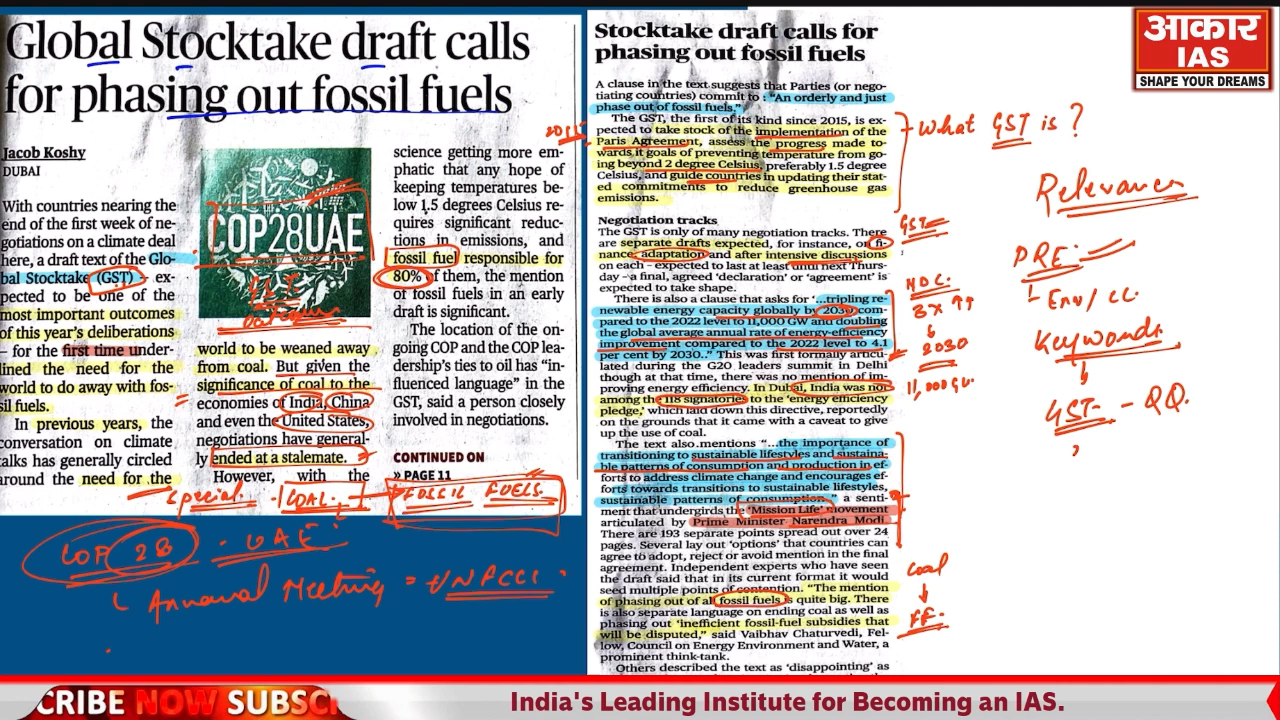 Global Stocktake draft calls
for phasing out fossil fuels
Jacob Koshy
DUBAI
With countries nearing the
end of the first week of ne-
gotiations on a climate deal
here, a draft text of the Glo-
bal Stocktake (GST) – ex-
pected to be one of the
most important outcomes
of this year's deliberations
– for the first time under-
lined the need for the
world to do away with fos-
sil fuels.
In previous years, the
conversation on climate
talks has generally circled
around the need for the
COP28UAE
GST
world to be weaned away
from coal. But given the
significance of coal to the
economies of India, China
and even the United States,
negotiations have general-
ly ended at a stalemate.
However, with the
science getting more em-
phatic that any hope of
keeping temperatures be-
low 1.5 degrees Celsius re-
quires significant reduc-
tions in emissions, and
fossil fuel responsible for
80% of them, the mention
of fossil fuels in an early
draft is significant.
The location of the on-
going COP and the COP lea-
dership's ties to oil has "in-
fluenced language" in the
GST, said a person closely
involved in negotiations.
CONTINUED ON
» PAGE 11
special. COAL FOSSIL FUELS
COP 28 - UAE
Annual Meeting = UNFCCC
Stocktake draft calls for
phasing out fossil fuels
A clause in the text suggests that Parties (or nego-
tiating countries) commit to : "An orderly and just
phase out of fossil fuels."
The GST, the first of its kind since 2015, is ex-
pected to take stock of the implementation of the
Paris Agreement, assess the progress made to-
wards it goals of preventing temperature from go-
ing beyond 2 degree Celsius, preferably 1.5 degree
Celsius, and guide countries in updating their stat-
ed commitments to reduce greenhouse gas
emissions.
Negotiation tracks
The GST is only of many negotiation tracks. There
are separate drafts expected, for instance, on fi-
nance, adaptation and after intensive discussions
on each – expected to last at least until next Thurs-
day – a final, agreed 'declaration' or 'agreement' is
expected to take shape.
There is also a clause that asks for '...tripling re-
newable energy capacity globally by 2030 com-
pared to the 2022 level to 11,000 GW and doubling
the global average annual rate of energy-efficiency
improvement compared to the 2022 level to 4.1
per cent by 2030.." This was first formally articu-
lated during the G20 leaders summit in Delhi
though at that time, there was no mention of im-
proving energy efficiency. In Dubai, India was not
among the 118 signatories to the 'energy efficiency
pledge,' which laid down this directive, reportedly
on the grounds that it came with a caveat to give
up the use of coal.
The text also mentions "...the importance of
transitioning to sustainable lifestyles and sustaina-
ble patterns of consumption and production in ef-
forts to address climate change and encourages ef-
forts towards transitions to sustainable lifestyles,
sustainable patterns of consumption," a senti-
ment that undergirds the 'Mission Life' movement
articulated by Prime Minister Narendra Modi.
There are 193 separate points spread out over 24
pages. Several lay out 'options' that countries can
agree to adopt, reject or avoid mention in the final
agreement. Independent experts who have seen
the draft said that in its current format it would
seed multiple points of contention. "The mention
of phasing out of all fossil fuels is quite big. There
is also separate language on ending coal as well as
phasing out 'inefficient fossil-fuel subsidies that
will be disputed," said Vaibhav Chaturvedi, Fel-
low, Council on Energy Environment and Water, a
prominent think-tank.
Others described the text as 'disappointing' as
2015
What GST is ?
GST
3x ↑↑
2030
11,000 GW.
Coal
↓
FF.
Relevance
PRE:
Env/CC.
Keywords
↓
GST - QQ.
आकार
IAS
SHAPE YOUR DREAMS
CRIBE NOW SUBSCI
India's Leading Institute for Becoming an IAS.